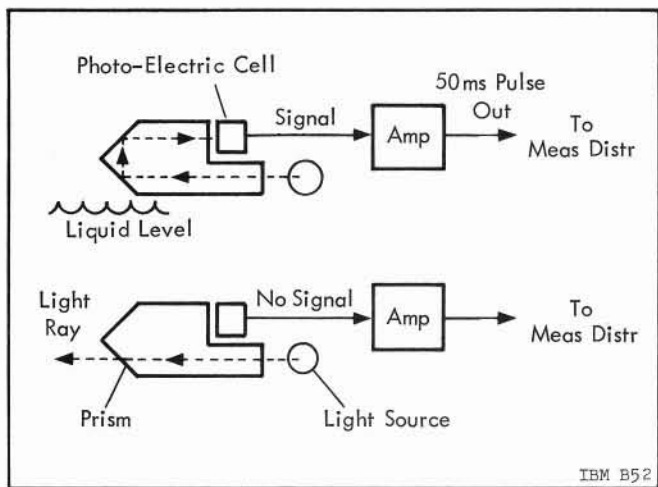 Photo-Electric Cell
Signal
Amp
50ms Pulse
Out
To
Meas Distr
Liquid Level
Light
Ray
No Signal
Amp
To
Meas Distr
Prism
Light Source
IBM B52